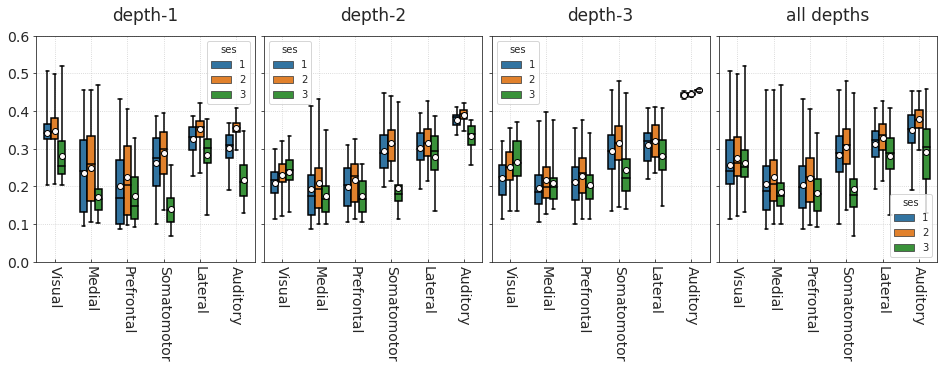 depth-1
depth-2
depth-3
all depths
0.6
0.5
0.4
0.3
0.2
0.1
0.0
ses
1
2
3
ses
1
2
3
ses
1
2
3
ses
1
2
3
Visual
Medial
Prefrontal
Somatomotor
Lateral
Auditory
Visual
Medial
Prefrontal
Somatomotor
Lateral
Auditory
Visual
Medial
Prefrontal
Somatomotor
Lateral
Auditory
Visual
Medial
Prefrontal
Somatomotor
Lateral
Auditory